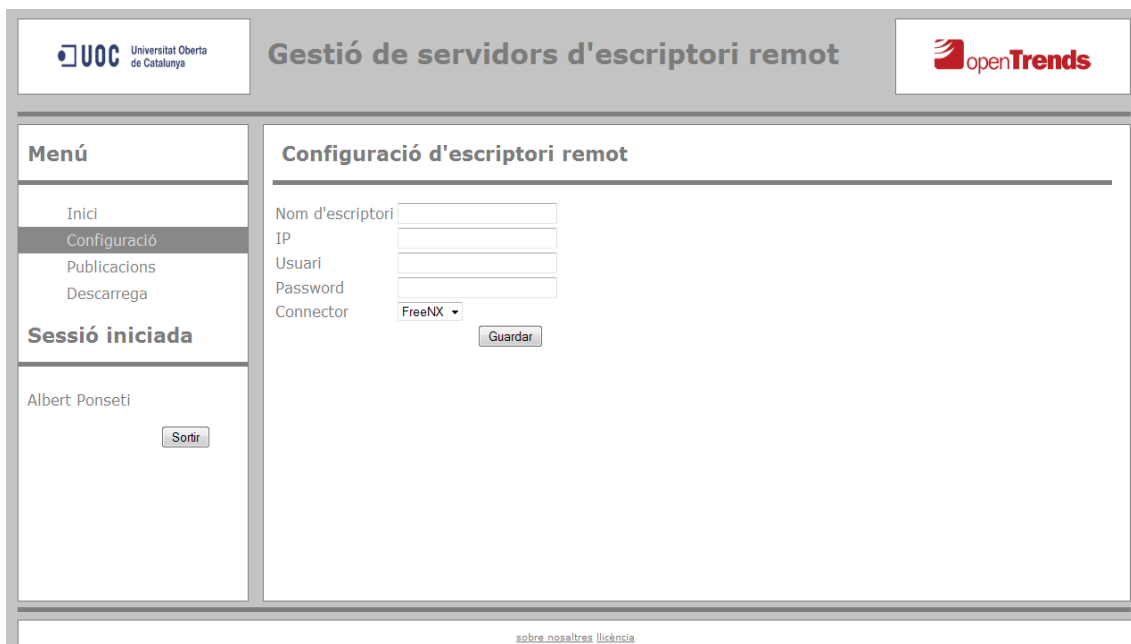 UOC Universitat Oberta
de Catalunya
Gestió de servidors d'escriptori remot
openTrends
Menú
Inici
Configuració
Publicacions
Descarrega
Sessió iniciada
Albert Ponseti
Sortir
Configuració d'escriptori remot
Nom d'escriptori
IP
Usuari
Password
Connector FreeNX
Guardar
sobre nosaltres llicència